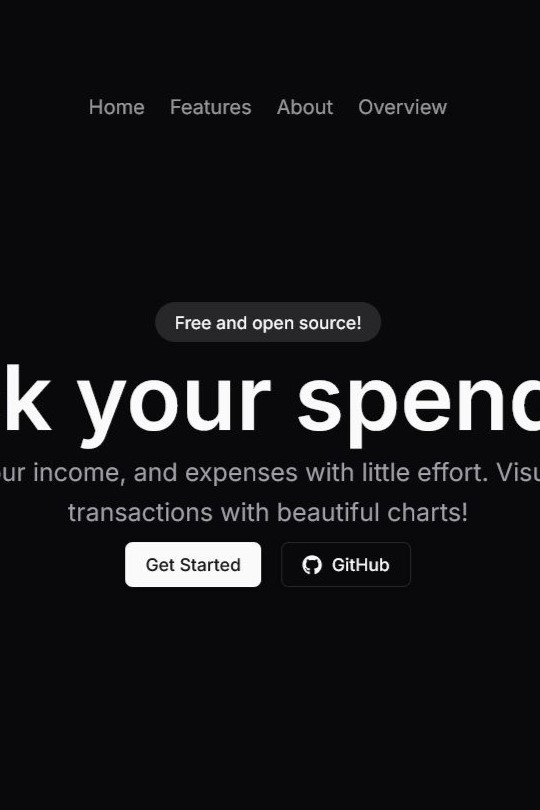 Home Features About Overview
Free and open source!
k your spend
our income, and expenses with little effort. Visu
transactions with beautiful charts!
Get Started GitHub